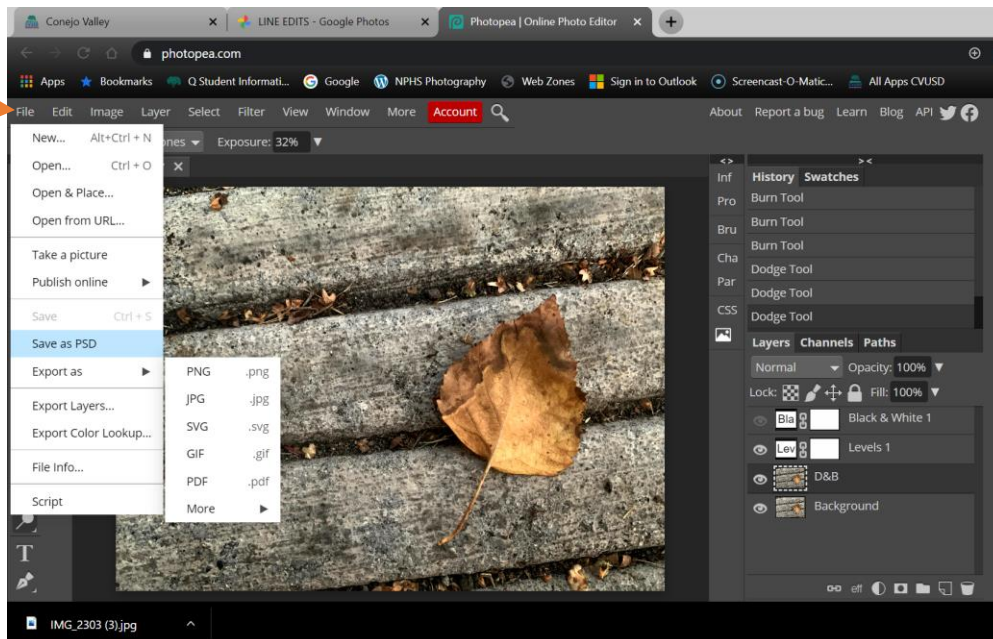 Conejo Valley × LINE EDITS - Google Photos × Photopea | Online Photo Editor × +
photopea.com
Apps Bookmarks Q Student Informati... Google NPHS Photography Web Zones Sign in to Outlook Screencast-O-Matic... All Apps CVUSD
File Edit Image Layer Select Filter View Window More Account About Report a bug Learn Blog API
ones Exposure: 32%
New... Alt+Ctrl + N
Open... Ctrl + O
Open & Place...
Open from URL...
Take a picture
Publish online
Save Ctrl + S
Save as PSD
Export as
Export Layers...
Export Color Lookup...
File Info...
Script
PNG .png
JPG .jpg
SVG .svg
GIF .gif
PDF .pdf
More
T
<> > <
Inf
Pro
Bru
Cha
Par
CSS
History Swatches
Burn Tool
Burn Tool
Burn Tool
Dodge Tool
Dodge Tool
Dodge Tool
Layers Channels Paths
Normal Opacity: 100%
Lock: Fill: 100%
Bla Black & White 1
Lev Levels 1
D&B
Background
eff
IMG_2303 (3).jpg